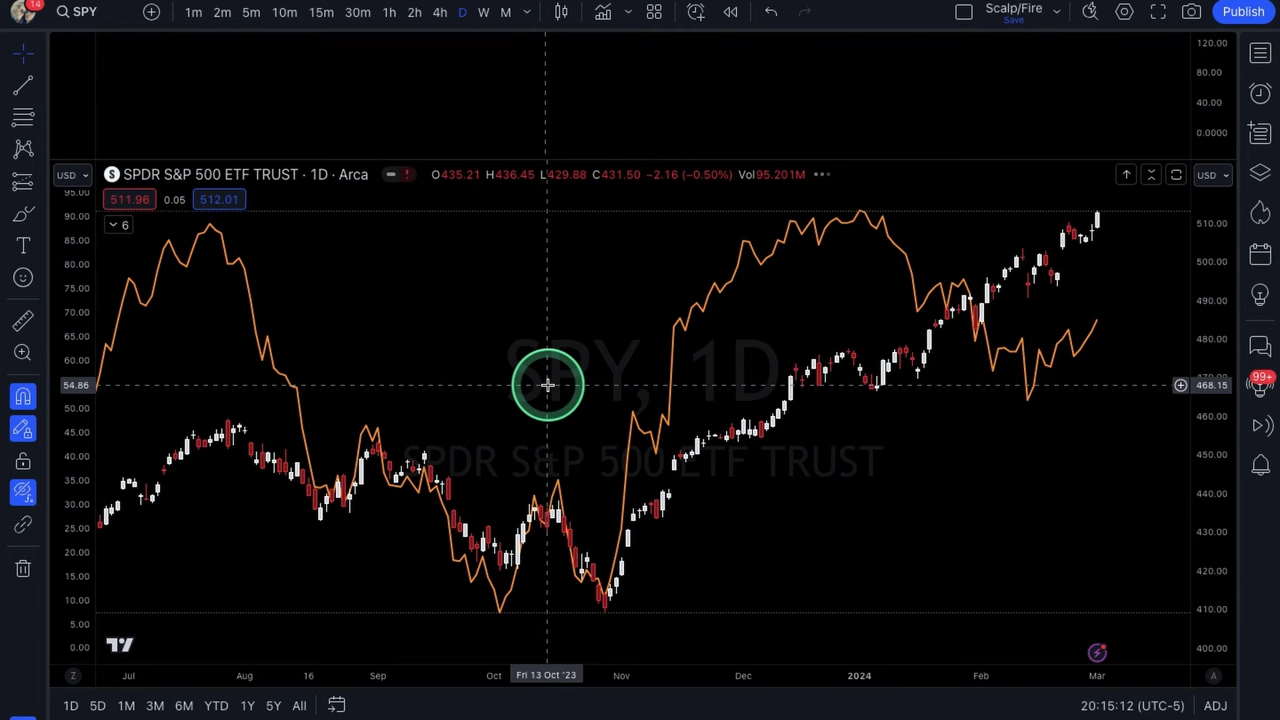 14
SPY
1m 2m 5m 10m 15m 30m 1h 2h 4h D W M
Scalp/Fire
Save
Publish
120.00
80.00
40.00
0.0000
USD
SPDR S&P 500 ETF TRUST · 1D · Arca
O435.21 H436.45 L429.88 C431.50 −2.16 (−0.50%) Vol95.201M
USD
511.96 0.05 512.01
6
95.00
90.00
85.00
80.00
75.00
70.00
65.00
60.00
54.86
50.00
45.00
40.00
35.00
30.00
25.00
20.00
15.00
10.00
5.00
0.00
SPY, 1D
SPDR S&P 500 ETF TRUST
510.00
500.00
490.00
480.00
470.00
468.15
460.00
450.00
440.00
430.00
420.00
410.00
400.00
99+
Z
Jul
Aug
16
Sep
Oct
Fri 13 Oct '23
Nov
Dec
2024
Feb
Mar
A
1D 5D 1M 3M 6M YTD 1Y 5Y All
20:15:12 (UTC-5)
ADJ